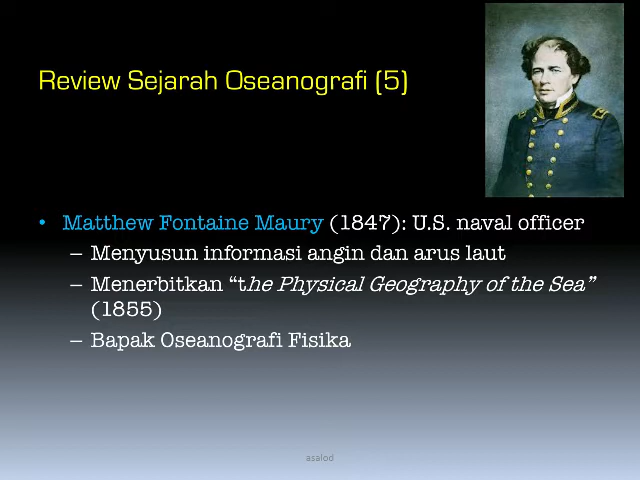 Review Sejarah Oseanografi (5)
• Matthew Fontaine Maury (1847): U.S. naval officer
– Menyusun informasi angin dan arus laut
– Menerbitkan “the Physical Geography of the Sea”
(1855)
– Bapak Oseanografi Fisika
asalod